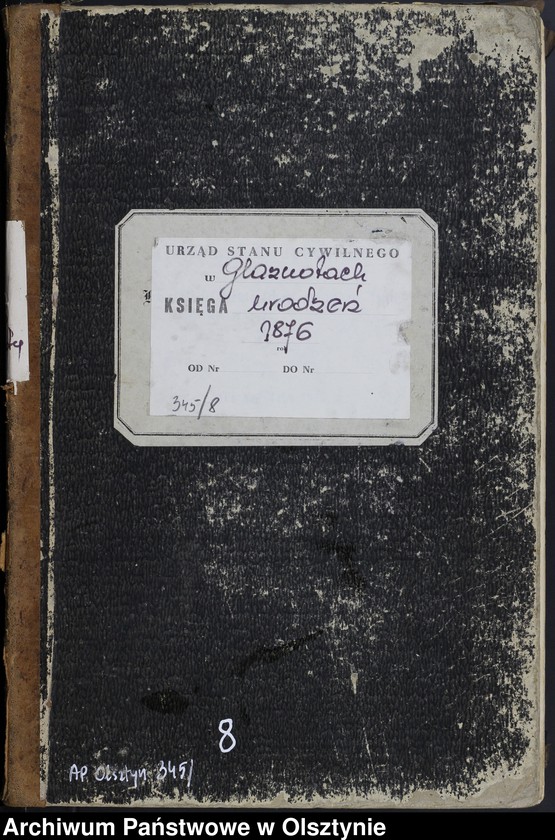 URZĄD STANU CYWILNEGO
w Glaznotach
KSIĘGA urodzeń
1876
rok
OD Nr DO Nr
345/8
8
AP Olsztyn 345/
Archiwum Państwowe w Olsztynie